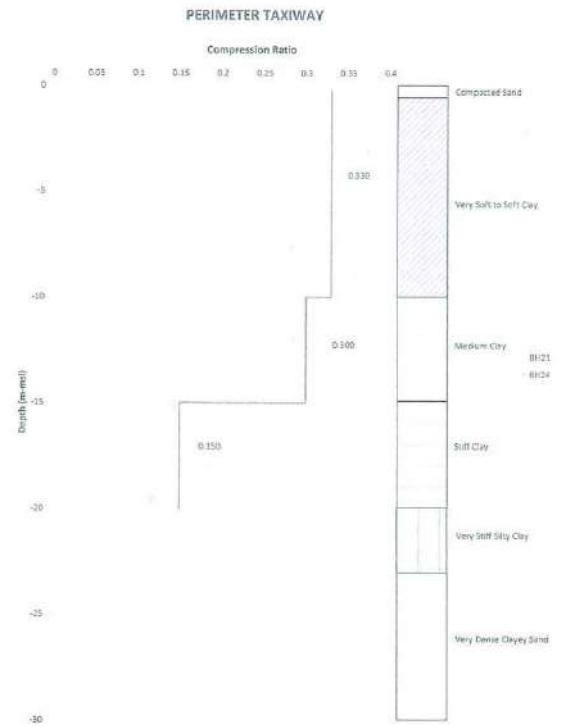 PERIMETER TAXIWAY
Compression Ratio
0 0.05 0.1 0.15 0.2 0.25 0.3 0.35 0.4
0
Compacted Sand
0.330
-5
Very Soft to Soft Clay
-10
0.300
Medium Clay
BH21
BH24
Depth (m-msl)
-15
0.150
Stiff Clay
-20
Very Stiff Silty Clay
-25
Very Dense Clayey Sand
-30